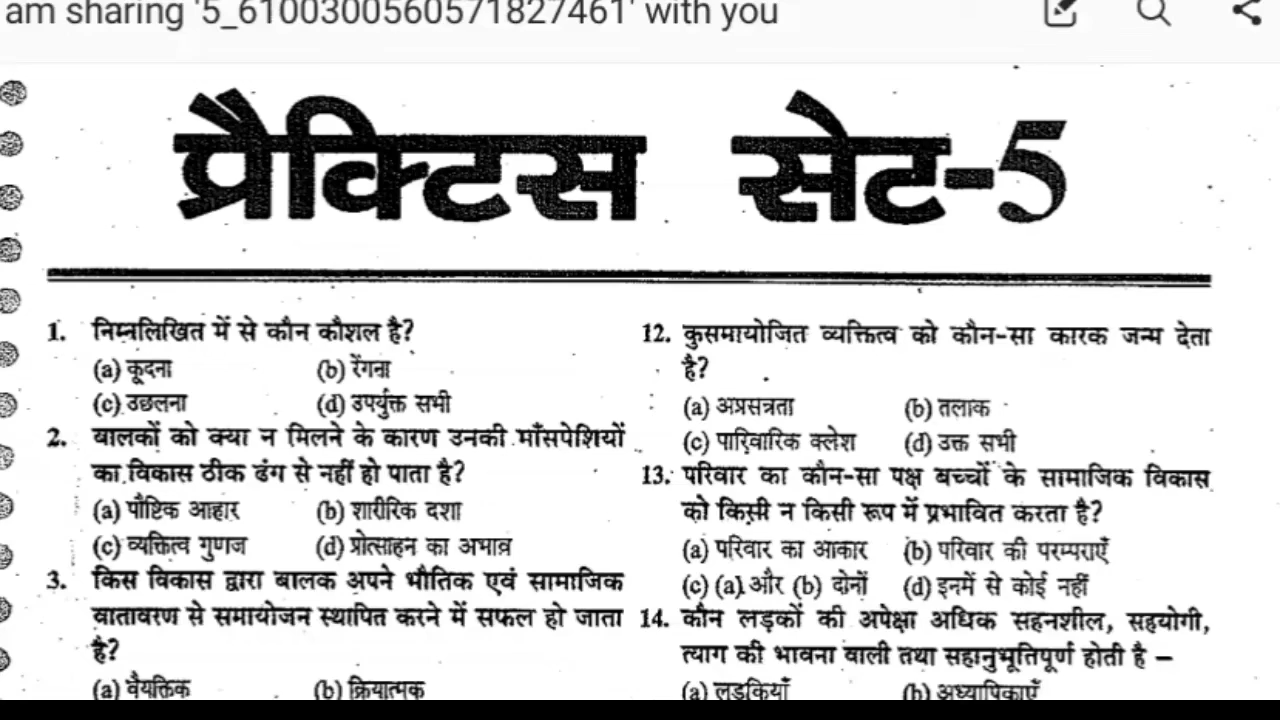 am sharing '5_6100300560571827461' with you
प्रैक्टिस सेट-5
1. निम्नलिखित में से कौन कौशल है?
(a) कूदना (b) रेंगना
(c) उछलना (d) उपर्युक्त सभी
2. बालकों को क्या न मिलने के कारण उनकी माँसपेशियों
का विकास ठीक ढंग से नहीं हो पाता है?
(a) पौष्टिक आहार (b) शारीरिक दशा
(c) व्यक्तित्व गुणज (d) प्रोत्साहन का अभाव
3. किस विकास द्वारा बालक अपने भौतिक एवं सामाजिक
वातावरण से समायोजन स्थापित करने में सफल हो जाता
है?
(a) वैयक्तिक (b) क्रियात्मक
12. कुसमायोजित व्यक्तित्व को कौन-सा कारक जन्म देता
है?
(a) अप्रसन्नता (b) तलाक
(c) पारिवारिक क्लेश (d) उक्त सभी
13. परिवार का कौन-सा पक्ष बच्चों के सामाजिक विकास
को किसी न किसी रूप में प्रभावित करता है?
(a) परिवार का आकार (b) परिवार की परम्पराएँ
(c) (a) और (b) दोनों (d) इनमें से कोई नहीं
14. कौन लड़कों की अपेक्षा अधिक सहनशील, सहयोगी,
त्याग की भावना वाली तथा सहानुभूतिपूर्ण होती है –
(a) लड़कियाँ (b) अध्यापिकाएँ